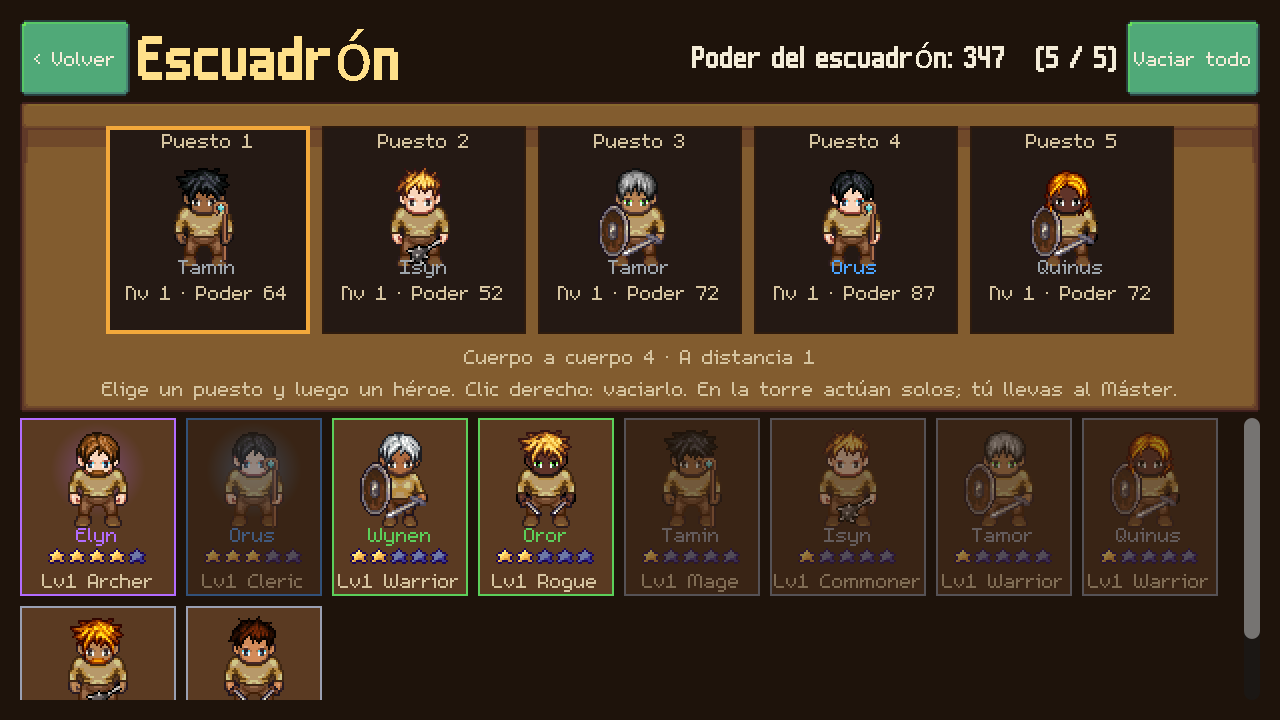 < Volver
Escuadrón
Poder del escuadrón: 347 (5 / 5)
Vaciar todo
Puesto 1
Puesto 2
Puesto 3
Puesto 4
Puesto 5
Tamin
Isyn
Tamor
Orus
Quinus
Nv 1 · Poder 64
Nv 1 · Poder 52
Nv 1 · Poder 72
Nv 1 · Poder 87
Nv 1 · Poder 72
Cuerpo a cuerpo 4 · A distancia 1
Elige un puesto y luego un héroe. Clic derecho: vaciarlo. En la torre actúan solos; tú llevas al Máster.
Elyn
Orus
Wynen
Oror
Tamin
Isyn
Tamor
Quinus
Lv1 Archer
Lv1 Cleric
Lv1 Warrior
Lv1 Rogue
Lv1 Mage
Lv1 Commoner
Lv1 Warrior
Lv1 Warrior